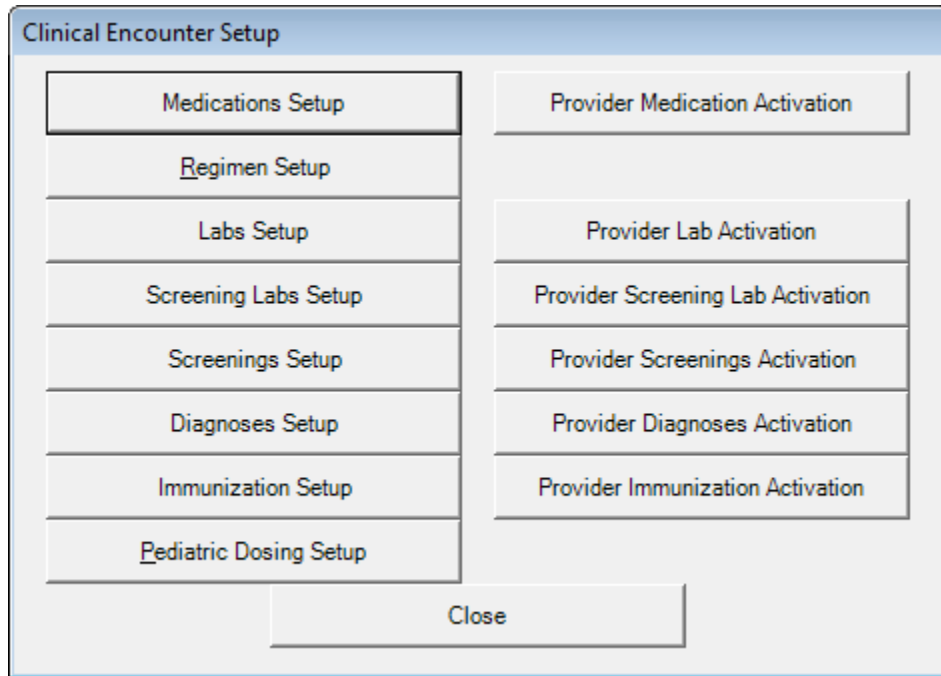 Clinical Encounter Setup
Medications Setup
Provider Medication Activation
Regimen Setup
Labs Setup
Provider Lab Activation
Screening Labs Setup
Provider Screening Lab Activation
Screenings Setup
Provider Screenings Activation
Diagnoses Setup
Provider Diagnoses Activation
Immunization Setup
Provider Immunization Activation
Pediatric Dosing Setup
Close